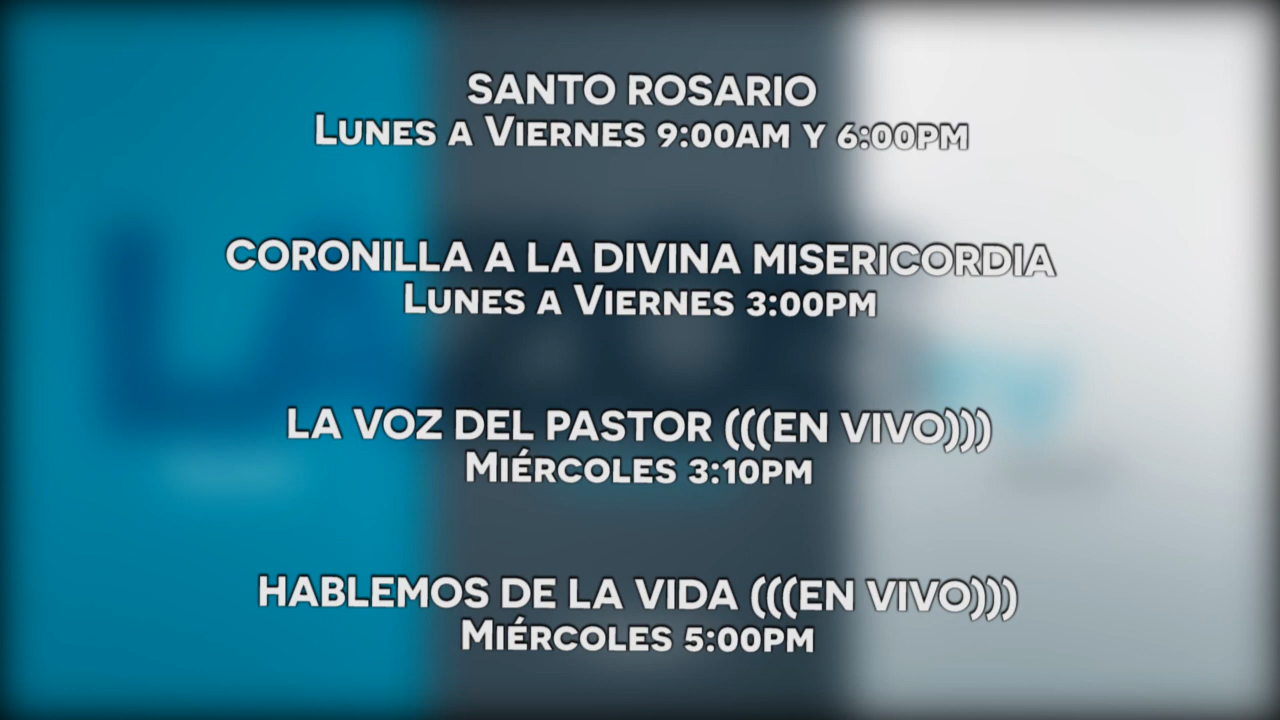 SANTO ROSARIO
LUNES A VIERNES 9:00AM Y 6:00PM
CORONILLA A LA DIVINA MISERICORDIA
LUNES A VIERNES 3:00PM
LA VOZ DEL PASTOR (((EN VIVO)))
MIÉRCOLES 3:10PM
HABLEMOS DE LA VIDA (((EN VIVO)))
MIÉRCOLES 5:00PM